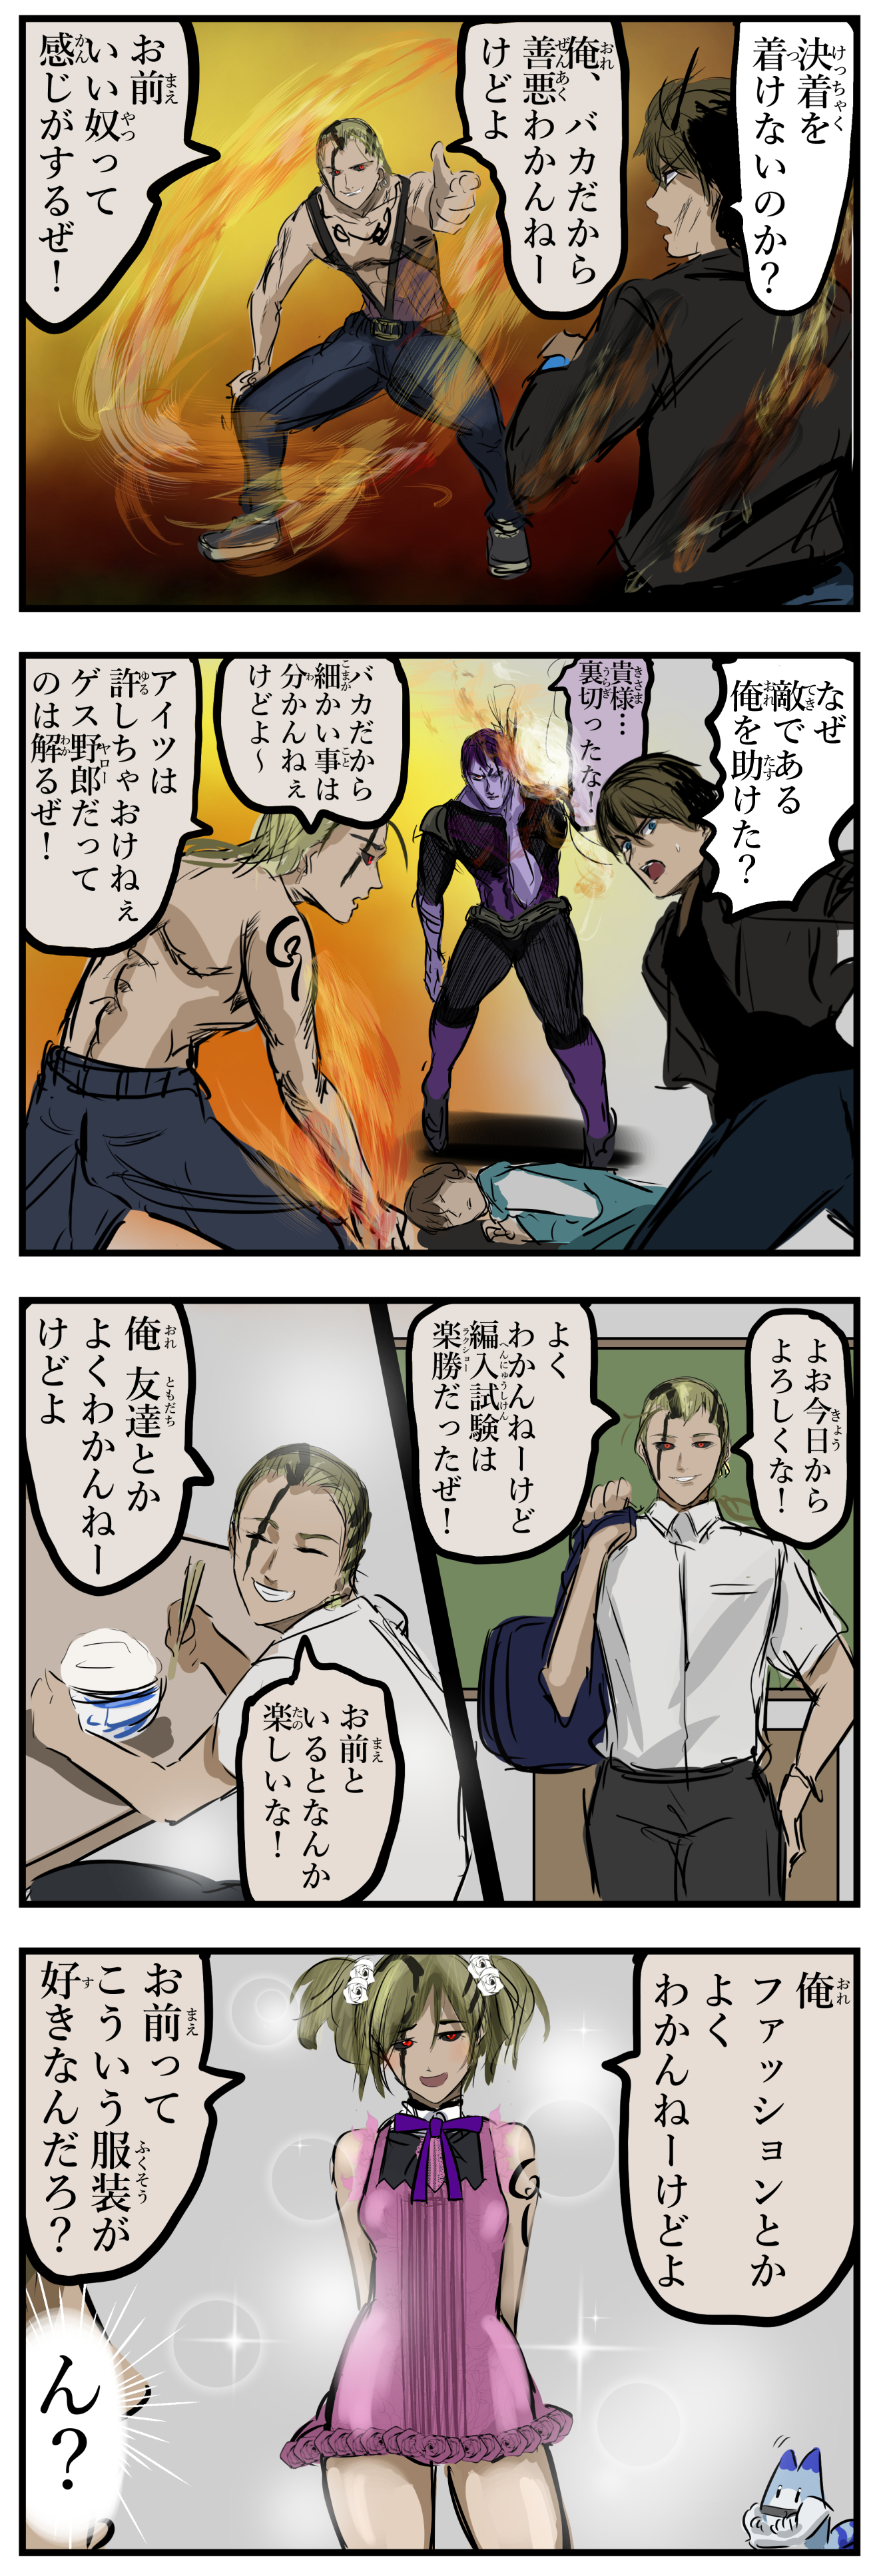 決着を
着けないのか?
俺、バカだから
善悪わかんねー
けどよ
お前
いい奴って
感じがするぜ!
なぜ
敵である
俺を助けた?
貴様…
裏切ったな!
バカだから
細かい事は
分かんねぇ
けどよ~
アイツは
許しちゃおけねぇ
ゲス野郎だって
のは解るぜ!
よお今日から
よろしくな!
よく
わかんねーけど
編入試験は
楽勝だったぜ!
俺 友達とか
よくわかんねー
けどよ
お前と
いるとなんか
楽しいな!
俺
ファッションとか
よく
わかんねーけどよ
お前って
こういう服装が
好きなんだろ?
ん?